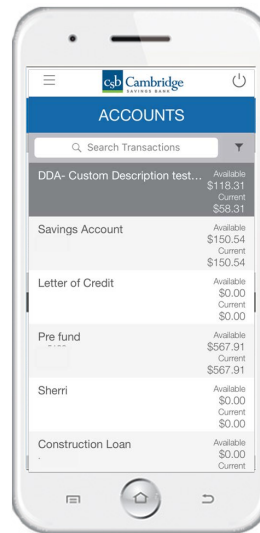 csb Cambridge
SAVINGS BANK
ACCOUNTS
Search Transactions
DDA- Custom Description test... Available
$118.31
Current
$58.31
Savings Account Available
$150.54
Current
$150.54
Letter of Credit Available
$0.00
Current
$0.00
Pre fund Available
$567.91
Current
$567.91
Sherri Available
$0.00
Current
$0.00
Construction Loan Available
$0.00
Current